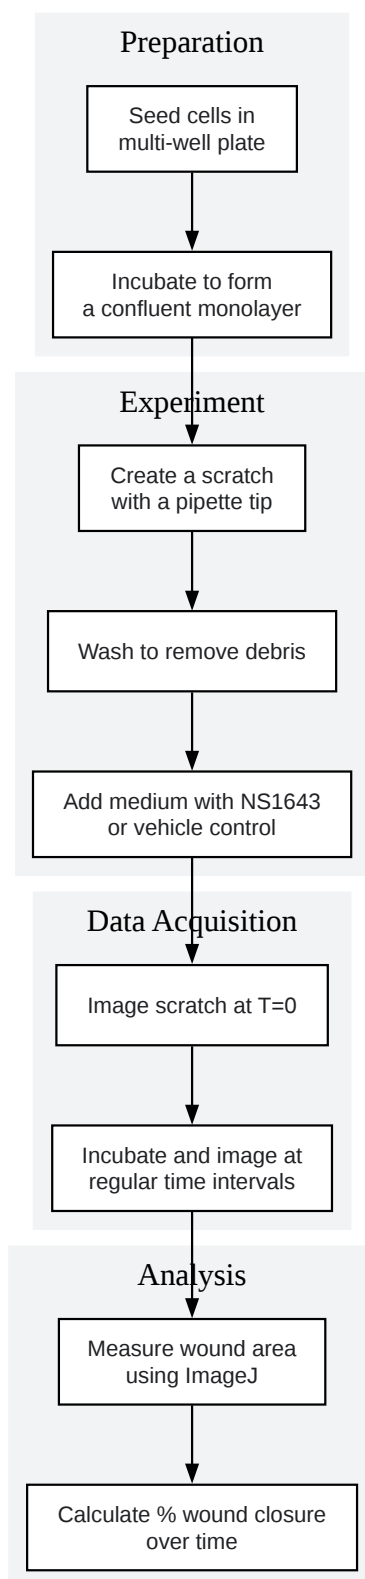 Preparation
Seed cells in
multi-well plate
Incubate to form
a confluent monolayer
Experiment
Create a scratch
with a pipette tip
Wash to remove debris
Add medium with NS1643
or vehicle control
Data Acquisition
Image scratch at T=0
Incubate and image at
regular time intervals
Analysis
Measure wound area
using ImageJ
Calculate % wound closure
over time